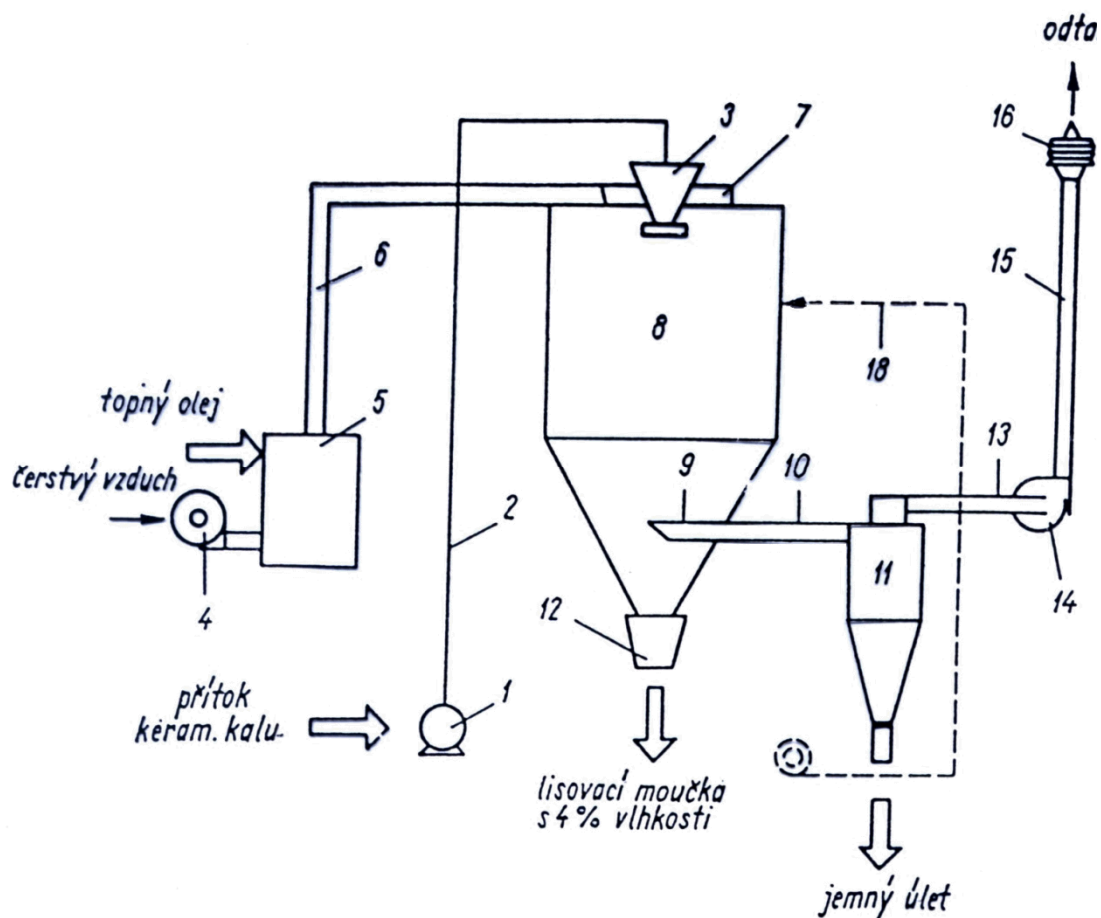 odta
16
3
7
6
15
8
18
topný olej
5
13
čerstvý vzduch
9
10
2
11
4
14
12
přítok
1
keram. kalu
lisovací moučka
s 4% vlhkosti
jemný úlet